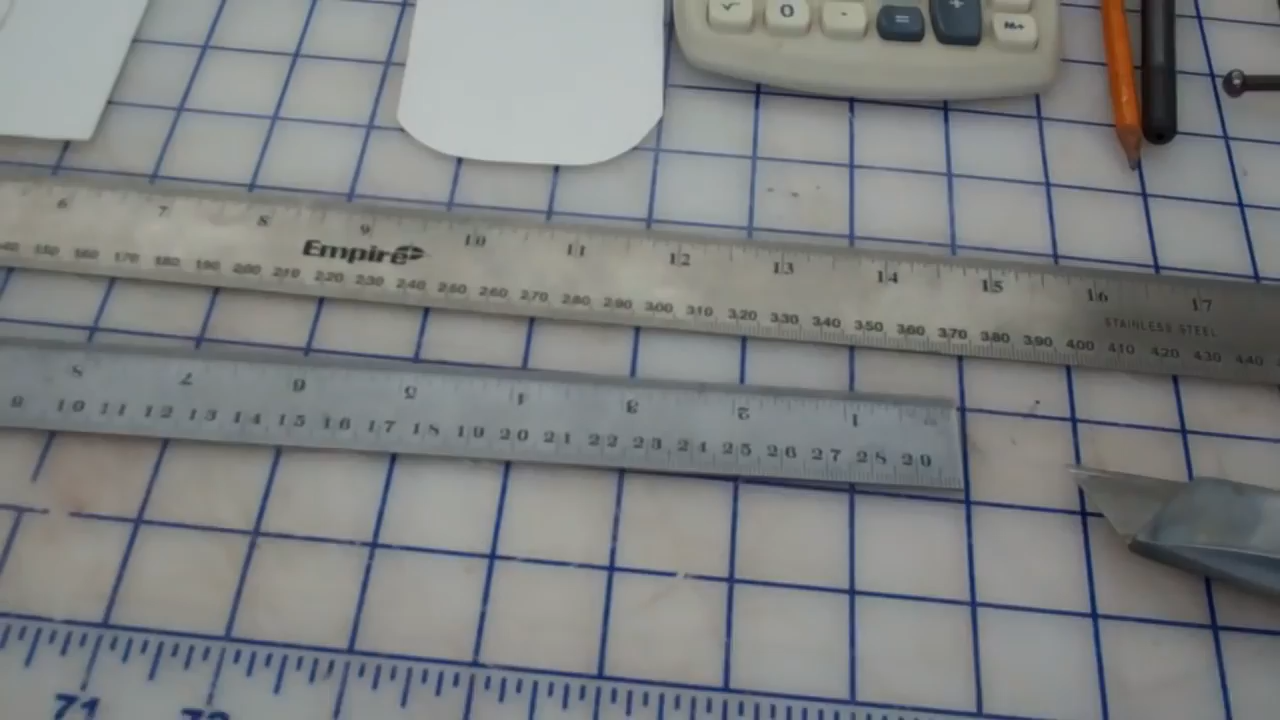 √ 0 - = +
M+
6 7 8 9 10 11 12 13 14 15 16 17
Empire
STAINLESS STEEL
150 160 170 180 190 200 210 220 230 240 250 260 270 280 290 300 310 320 330 340 350 360 370 380 390 400 410 420 430 440
8 7 6 5 4 3 2 1
9 10 11 12 13 14 15 16 17 18 19 20 21 22 23 24 25 26 27 28 29
71 72